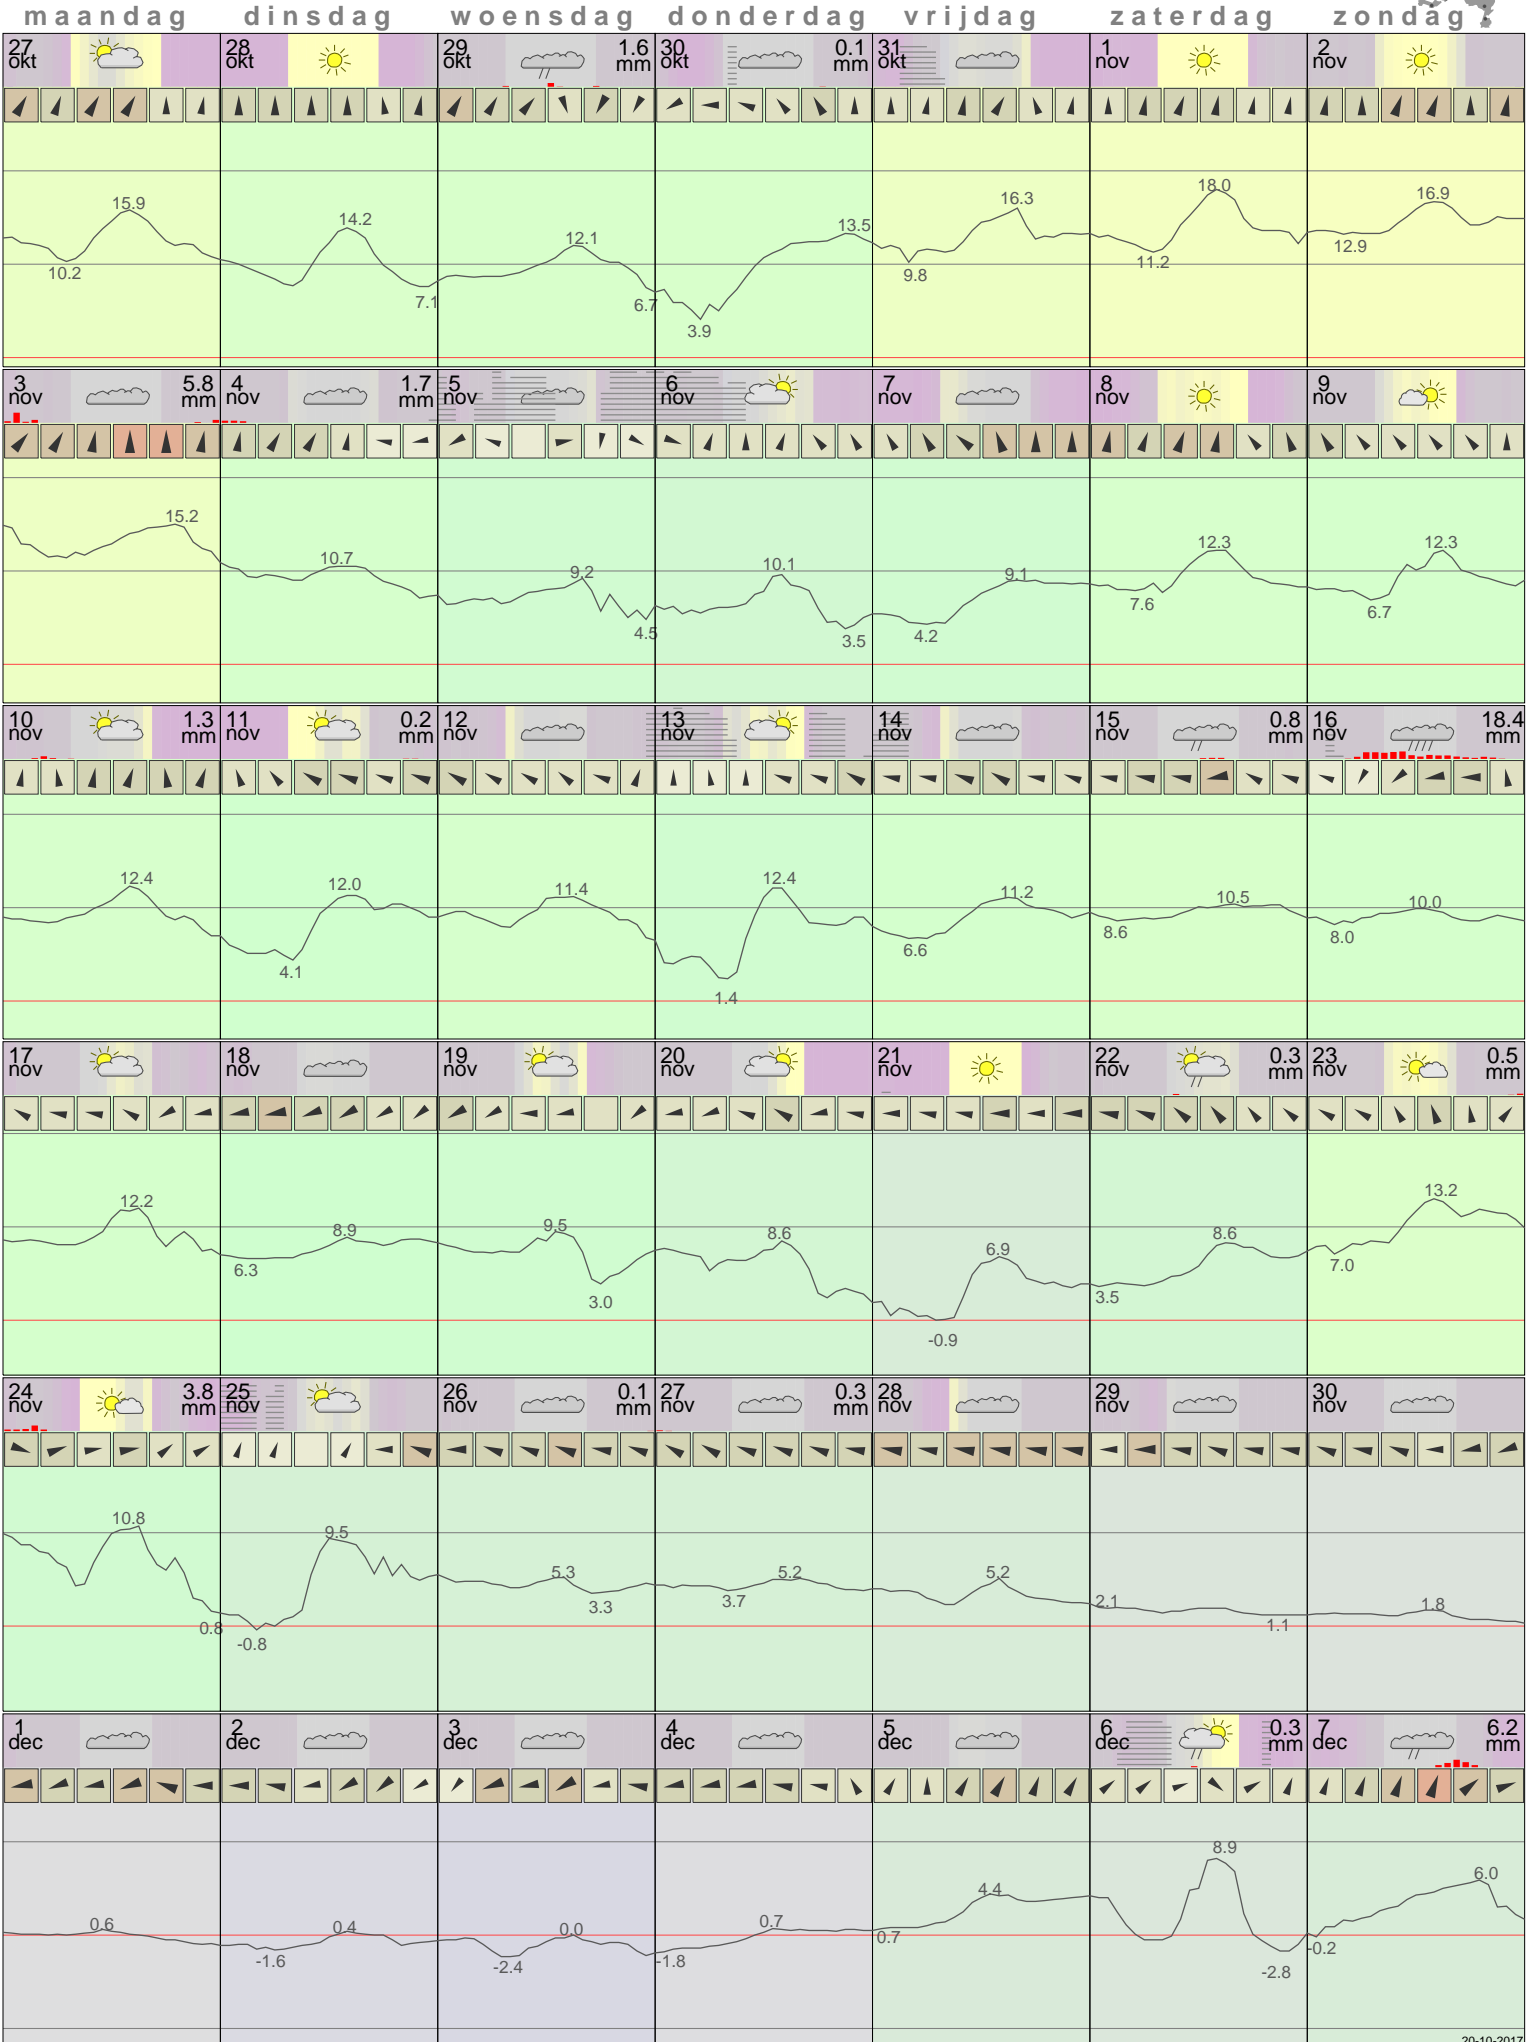 maandag dinsdag woensdag donderdag vrijdag zaterdag zondag
27 okt 28 okt 29 okt 1.6 mm 30 okt 0.1 mm 31 okt 1 nov 2 nov
15.9 10.2 14.2 7.1 12.1 6.7 3.9 13.5 9.8 16.3 11.2 18.0 12.9 16.9
3 nov 5.8 mm 4 nov 1.7 mm 5 nov 6 nov 7 nov 8 nov 9 nov
15.2 10.7 9.2 4.5 10.1 3.5 4.2 9.1 7.6 12.3 6.7 12.3
10 nov 1.3 mm 11 nov 0.2 mm 12 nov 13 nov 14 nov 15 nov 0.8 mm 16 nov 18.4 mm
12.4 4.1 12.0 11.4 1.4 12.4 6.6 11.2 8.6 10.5 8.0 10.0
17 nov 18 nov 19 nov 20 nov 21 nov 22 nov 0.3 mm 23 nov 0.5 mm
12.2 6.3 8.9 9.5 3.0 8.6 -0.9 6.9 3.5 8.6 7.0 13.2
24 nov 3.8 mm 25 nov 26 nov 0.1 mm 27 nov 0.3 mm 28 nov 29 nov 30 nov
10.8 0.8 -0.8 9.5 5.3 3.3 3.7 5.2 5.2 2.1 1.1 1.8
1 dec 2 dec 3 dec 4 dec 5 dec 6 dec 0.3 mm 7 dec 6.2 mm
0.6 -1.6 0.4 -2.4 0.0 -1.8 0.7 0.7 4.4 8.9 -2.8 -0.2 6.0
20-10-2017